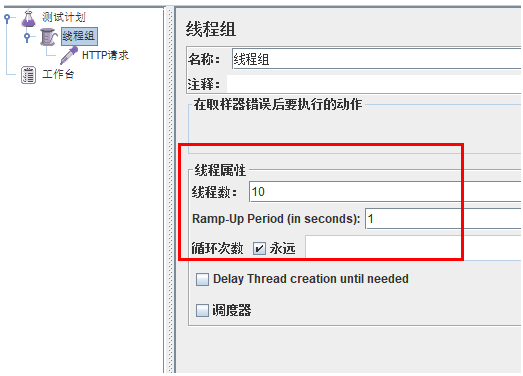 测试计划
线程组
HTTP请求
工作台
线程组
名称： 线程组
注释：
在取样器错误后要执行的动作
线程属性
线程数： 10
Ramp-Up Period (in seconds): 1
循环次数 永远
Delay Thread creation until needed
调度器